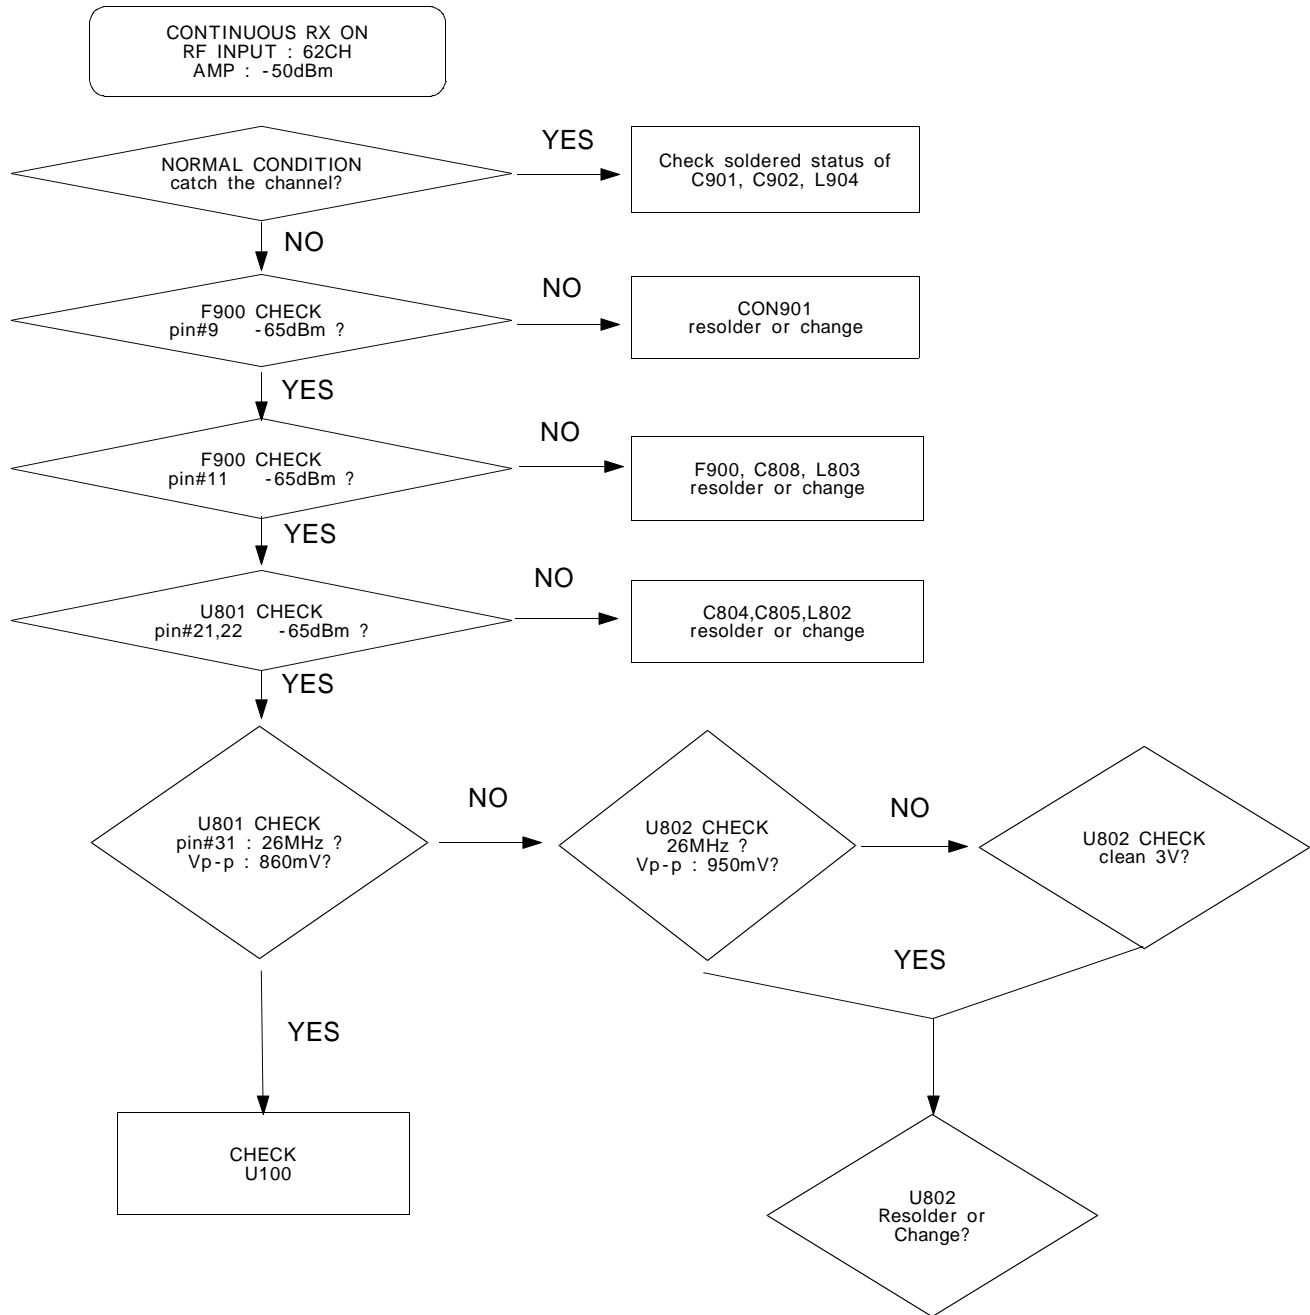 CONTINUOUS RX ON
RF INPUT : 62CH
AMP : -50dBm
NORMAL CONDITION
catch the channel?
YES
Check soldered status of
C901, C902, L904
NO
F900 CHECK
pin#9 -65dBm ?
NO
CON901
resolder or change
YES
F900 CHECK
pin#11 -65dBm ?
NO
F900, C808, L803
resolder or change
YES
U801 CHECK
pin#21,22 -65dBm ?
NO
C804,C805,L802
resolder or change
YES
U801 CHECK
pin#31 : 26MHz ?
Vp-p : 860mV?
NO
U802 CHECK
26MHz ?
Vp-p : 950mV?
NO
U802 CHECK
clean 3V?
YES
YES
CHECK
U100
U802
Resolder or
Change?